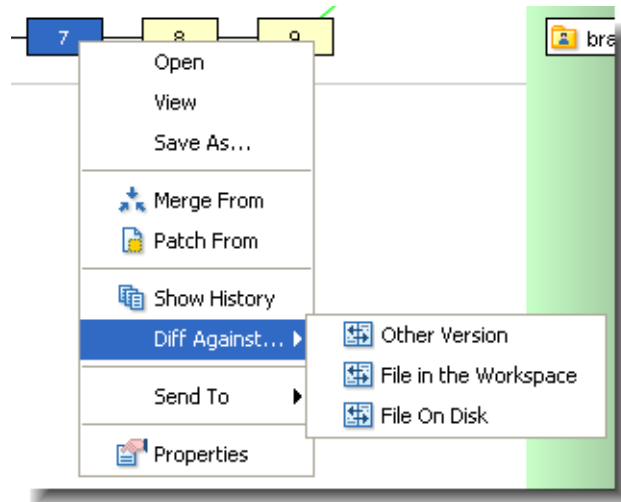 7 8 9 bra
Open
View
Save As...
Merge From
Patch From
Show History
Diff Against...
Other Version
File in the Workspace
File On Disk
Send To
Properties